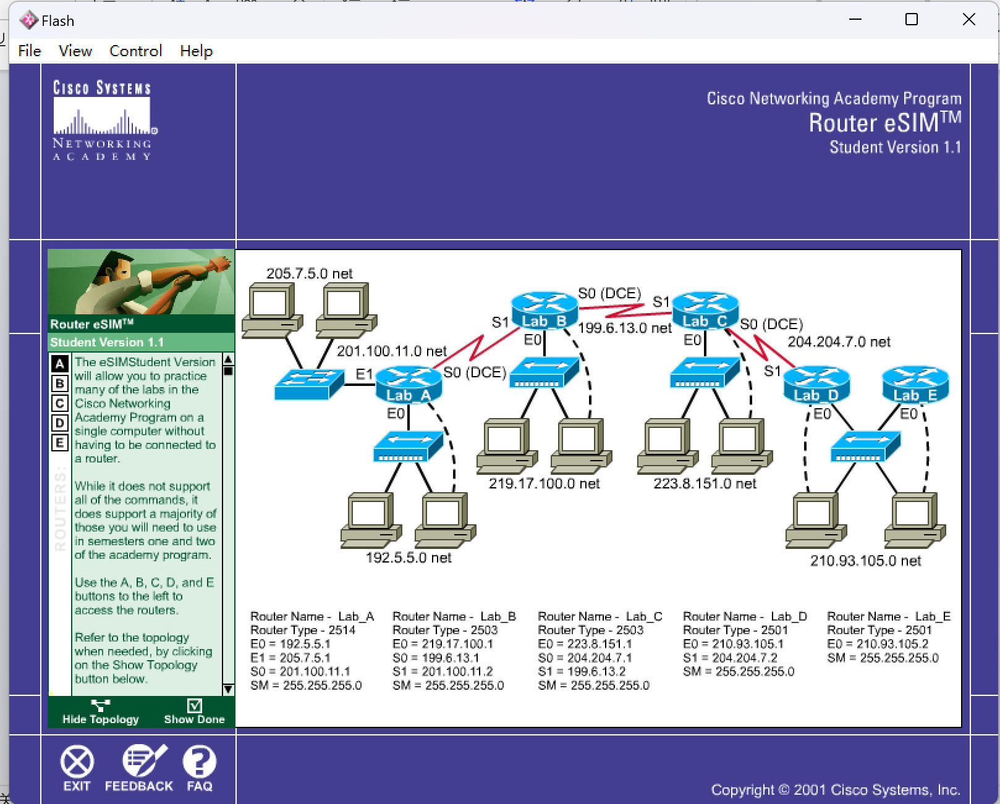 Flash
File View Control Help
CISCO SYSTEMS
NETWORKING
ACADEMY
Cisco Networking Academy Program
Router eSIM™
Student Version 1.1
Router eSIM™
Student Version 1.1
A
B
C
D
E
ROUTERS:
The eSIMStudent Version
will allow you to practice
many of the labs in the
Cisco Networking
Academy Program on a
single computer without
having to be connected to
a router.
While it does not support
all of the commands, it
does support a majority of
those you will need to use
in semesters one and two
of the academy program.
Use the A, B, C, D, and E
buttons to the left to
access the routers.
Refer to the topology
when needed, by clicking
on the Show Topology
button below.
Hide Topology
Show Done
205.7.5.0 net
S0 (DCE)
S1
Lab_B
Lab_C
S1
199.6.13.0 net
S0 (DCE)
E0
E0
204.204.7.0 net
201.100.11.0 net
E1
S0 (DCE)
S1
Lab_A
Lab_D
Lab_E
E0
E0
E0
219.17.100.0 net
223.8.151.0 net
192.5.5.0 net
210.93.105.0 net
Router Name - Lab_A
Router Type - 2514
E0 = 192.5.5.1
E1 = 205.7.5.1
S0 = 201.100.11.1
SM = 255.255.255.0
Router Name - Lab_B
Router Type - 2503
E0 = 219.17.100.1
S0 = 199.6.13.1
S1 = 201.100.11.2
SM = 255.255.255.0
Router Name - Lab_C
Router Type - 2503
E0 = 223.8.151.1
S0 = 204.204.7.1
S1 = 199.6.13.2
SM = 255.255.255.0
Router Name - Lab_D
Router Type - 2501
E0 = 210.93.105.1
S1 = 204.204.7.2
SM = 255.255.255.0
Router Name - Lab_E
Router Type - 2501
E0 = 210.93.105.2
SM = 255.255.255.0
EXIT
FEEDBACK
FAQ
Copyright © 2001 Cisco Systems, Inc.